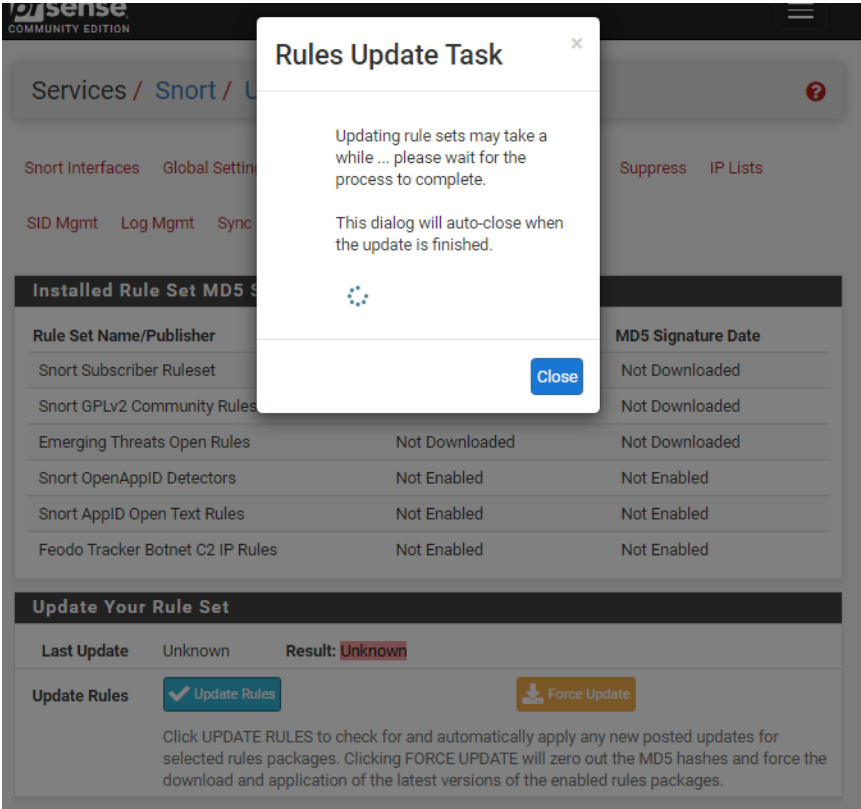 COMMUNITY EDITION
Rules Update Task ×
Services / Snort / U
Updating rule sets may take a
while ... please wait for the
process to complete.
This dialog will auto-close when
the update is finished.
Close
Snort Interfaces Global Settin Suppress IP Lists
SID Mgmt Log Mgmt Sync
Installed Rule Set MD5 S
Rule Set Name/Publisher MD5 Signature Date
Snort Subscriber Ruleset Not Downloaded
Snort GPLv2 Community Rules Not Downloaded
Emerging Threats Open Rules Not Downloaded Not Downloaded
Snort OpenAppID Detectors Not Enabled Not Enabled
Snort AppID Open Text Rules Not Enabled Not Enabled
Feodo Tracker Botnet C2 IP Rules Not Enabled Not Enabled
Update Your Rule Set
Last Update Unknown Result: Unknown
Update Rules Update Rules Force Update
Click UPDATE RULES to check for and automatically apply any new posted updates for
selected rules packages. Clicking FORCE UPDATE will zero out the MD5 hashes and force the
download and application of the latest versions of the enabled rules packages.